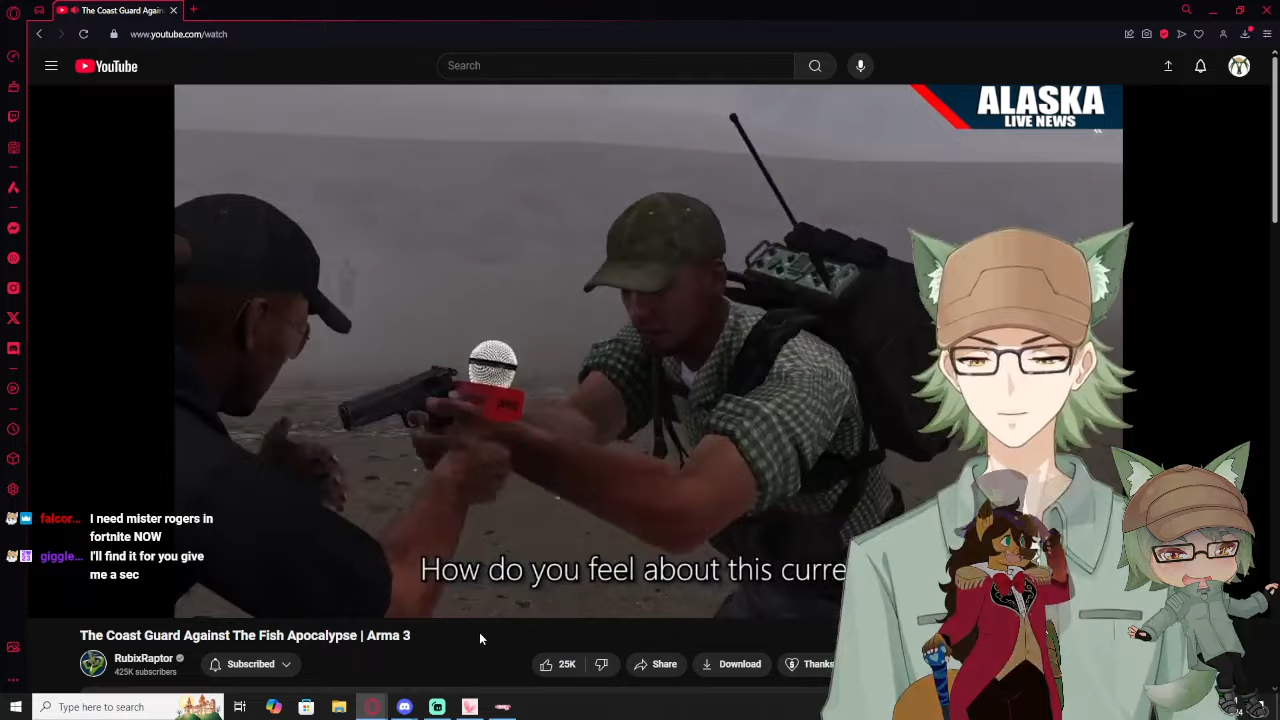 The Coast Guard Again
www.youtube.com/watch
YouTube
Search
ALASKA
LIVE NEWS
How do you feel about this curre
falcor... I need mister rogers in
fortnite NOW
giggle... I'll find it for you give
me a sec
The Coast Guard Against The Fish Apocalypse | Arma 3
RubixRaptor
425K subscribers
Subscribed
25K
Share
Download
Thanks
Type here to search